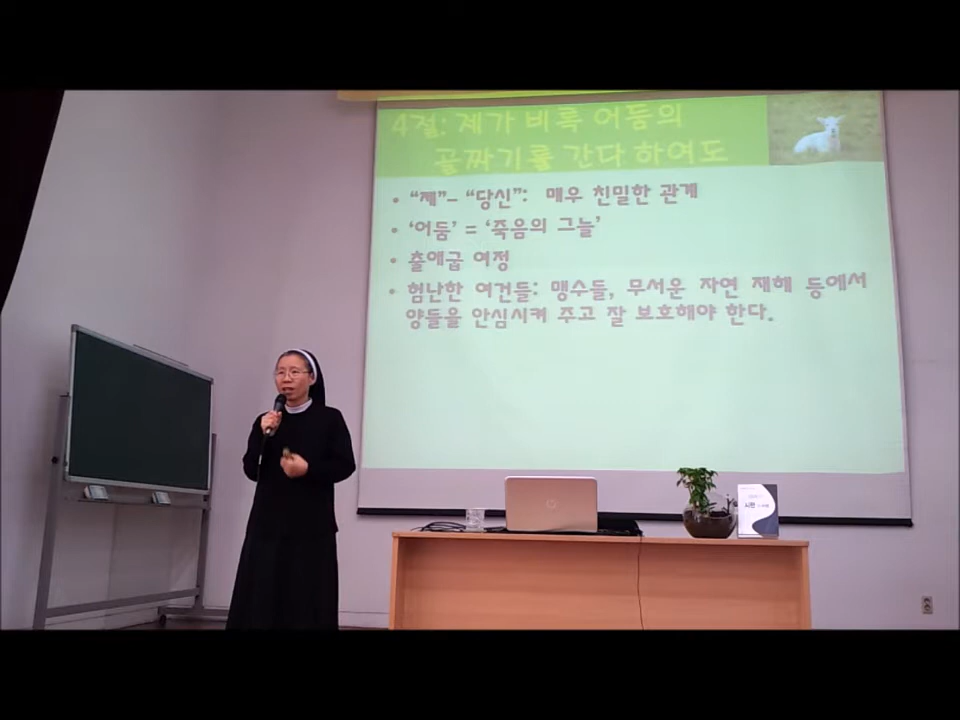 4절: 제가 비록 어둠의
골짜기를 간다 하여도
• “제”- “당신”: 매우 친밀한 관계
• ‘어둠’ = ‘죽음의 그늘’
• 출애굽 여정
• 험난한 여건들: 맹수들, 무서운 자연 재해 등에서
양들을 안심시켜 주고 잘 보호해야 한다.
hp
시편